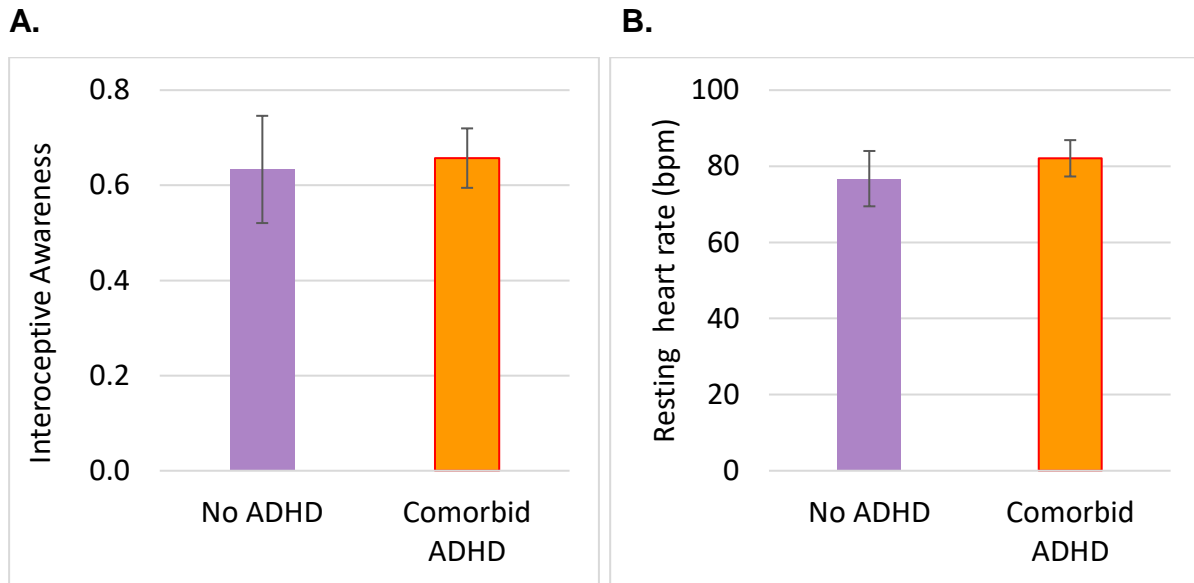 A.
Interoceptive Awareness
0.8
0.6
0.4
0.2
0.0
No ADHD
Comorbid
ADHD
B.
Resting heart rate (bpm)
100
80
60
40
20
0
No ADHD
Comorbid
ADHD